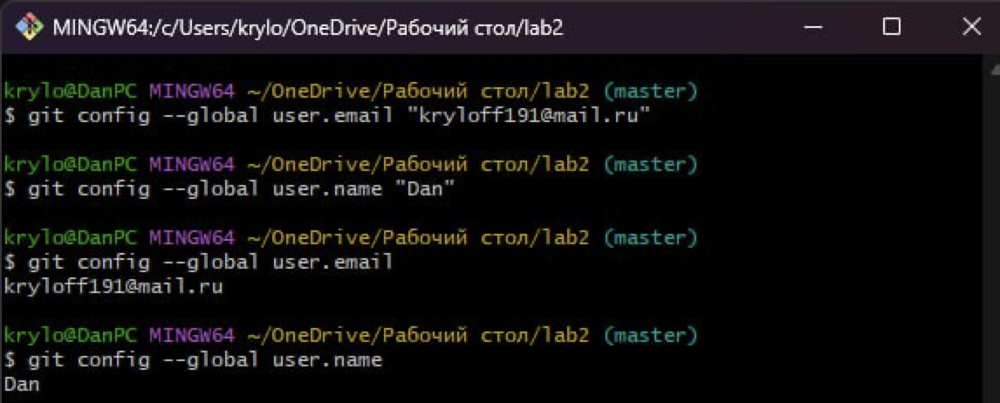 MINGW64:/c/Users/krylo/OneDrive/Рабочий стол/lab2
krylo@DanPC MINGW64 ~/OneDrive/Рабочий стол/lab2 (master)
$ git config --global user.email "kryloff191@mail.ru"
krylo@DanPC MINGW64 ~/OneDrive/Рабочий стол/lab2 (master)
$ git config --global user.name "Dan"
krylo@DanPC MINGW64 ~/OneDrive/Рабочий стол/lab2 (master)
$ git config --global user.email
kryloff191@mail.ru
krylo@DanPC MINGW64 ~/OneDrive/Рабочий стол/lab2 (master)
$ git config --global user.name
Dan